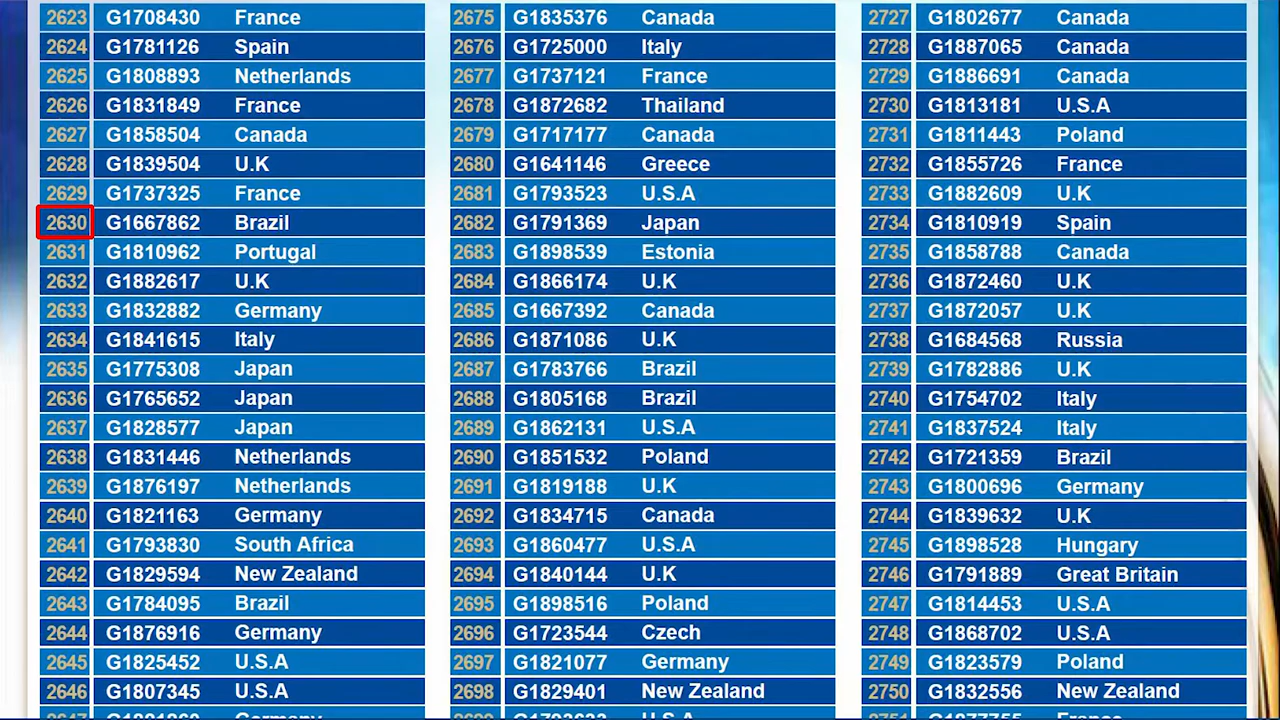 2623 G1708430 France
2624 G1781126 Spain
2625 G1808893 Netherlands
2626 G1831849 France
2627 G1858504 Canada
2628 G1839504 U.K
2629 G1737325 France
2630 G1667862 Brazil
2631 G1810962 Portugal
2632 G1882617 U.K
2633 G1832882 Germany
2634 G1841615 Italy
2635 G1775308 Japan
2636 G1765652 Japan
2637 G1828577 Japan
2638 G1831446 Netherlands
2639 G1876197 Netherlands
2640 G1821163 Germany
2641 G1793830 South Africa
2642 G1829594 New Zealand
2643 G1784095 Brazil
2644 G1876916 Germany
2645 G1825452 U.S.A
2646 G1807345 U.S.A
2675 G1835376 Canada
2676 G1725000 Italy
2677 G1737121 France
2678 G1872682 Thailand
2679 G1717177 Canada
2680 G1641146 Greece
2681 G1793523 U.S.A
2682 G1791369 Japan
2683 G1898539 Estonia
2684 G1866174 U.K
2685 G1667392 Canada
2686 G1871086 U.K
2687 G1783766 Brazil
2688 G1805168 Brazil
2689 G1862131 U.S.A
2690 G1851532 Poland
2691 G1819188 U.K
2692 G1834715 Canada
2693 G1860477 U.S.A
2694 G1840144 U.K
2695 G1898516 Poland
2696 G1723544 Czech
2697 G1821077 Germany
2698 G1829401 New Zealand
2727 G1802677 Canada
2728 G1887065 Canada
2729 G1886691 Canada
2730 G1813181 U.S.A
2731 G1811443 Poland
2732 G1855726 France
2733 G1882609 U.K
2734 G1810919 Spain
2735 G1858788 Canada
2736 G1872460 U.K
2737 G1872057 U.K
2738 G1684568 Russia
2739 G1782886 U.K
2740 G1754702 Italy
2741 G1837524 Italy
2742 G1721359 Brazil
2743 G1800696 Germany
2744 G1839632 U.K
2745 G1898528 Hungary
2746 G1791889 Great Britain
2747 G1814453 U.S.A
2748 G1868702 U.S.A
2749 G1823579 Poland
2750 G1832556 New Zealand